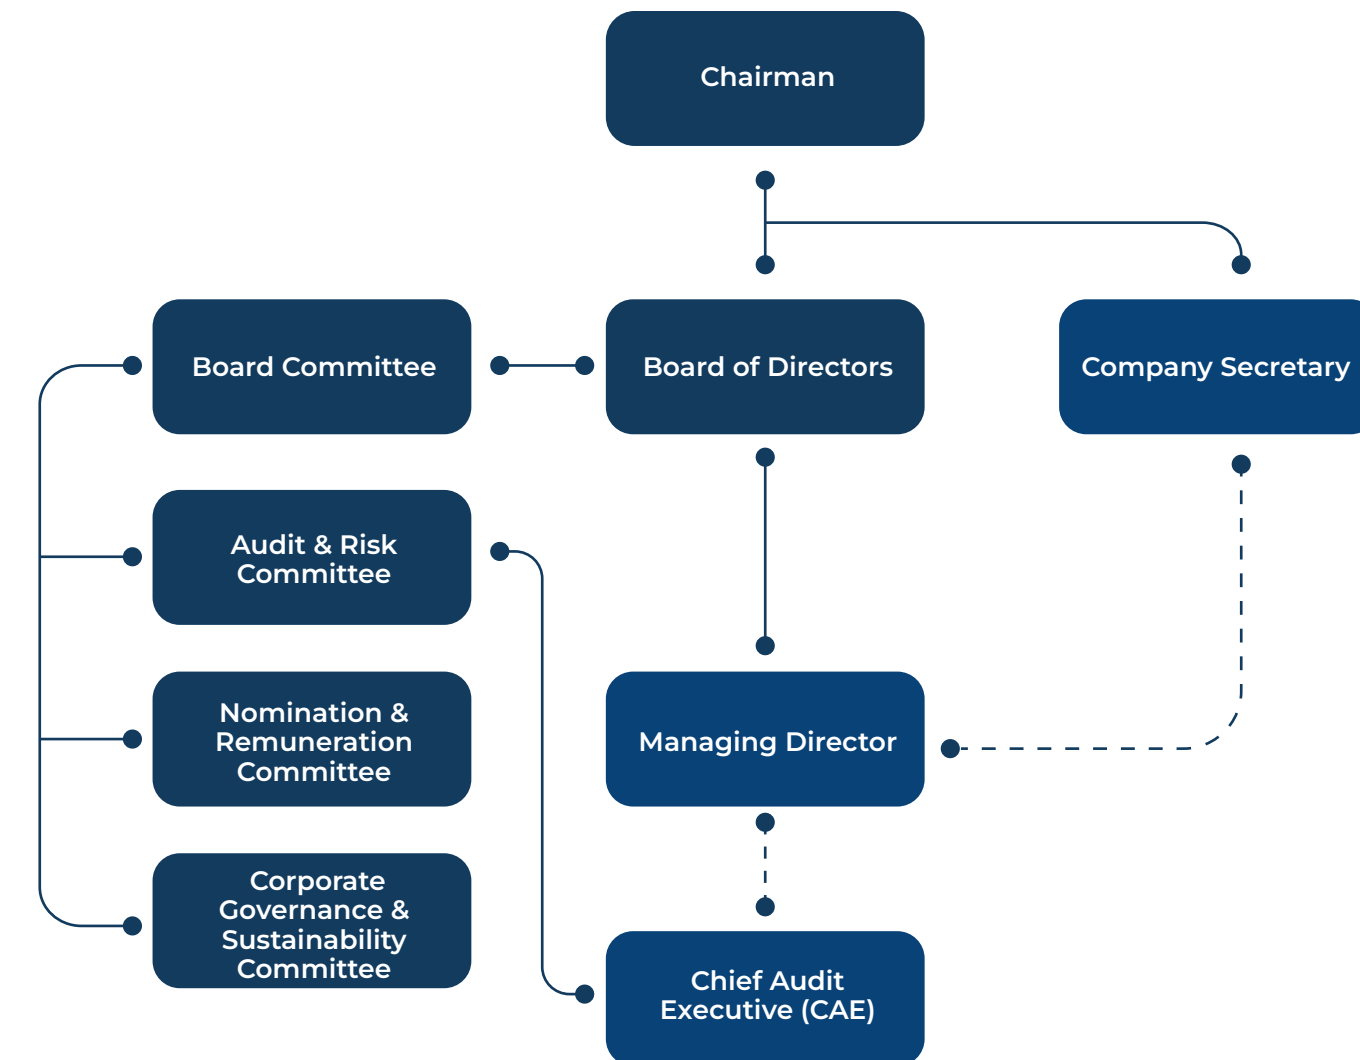 Chairman
Board Committee
Board of Directors
Company Secretary
Audit & Risk
Committee
Nomination &
Remuneration
Committee
Managing Director
Corporate
Governance &
Sustainability
Committee
Chief Audit
Executive (CAE)